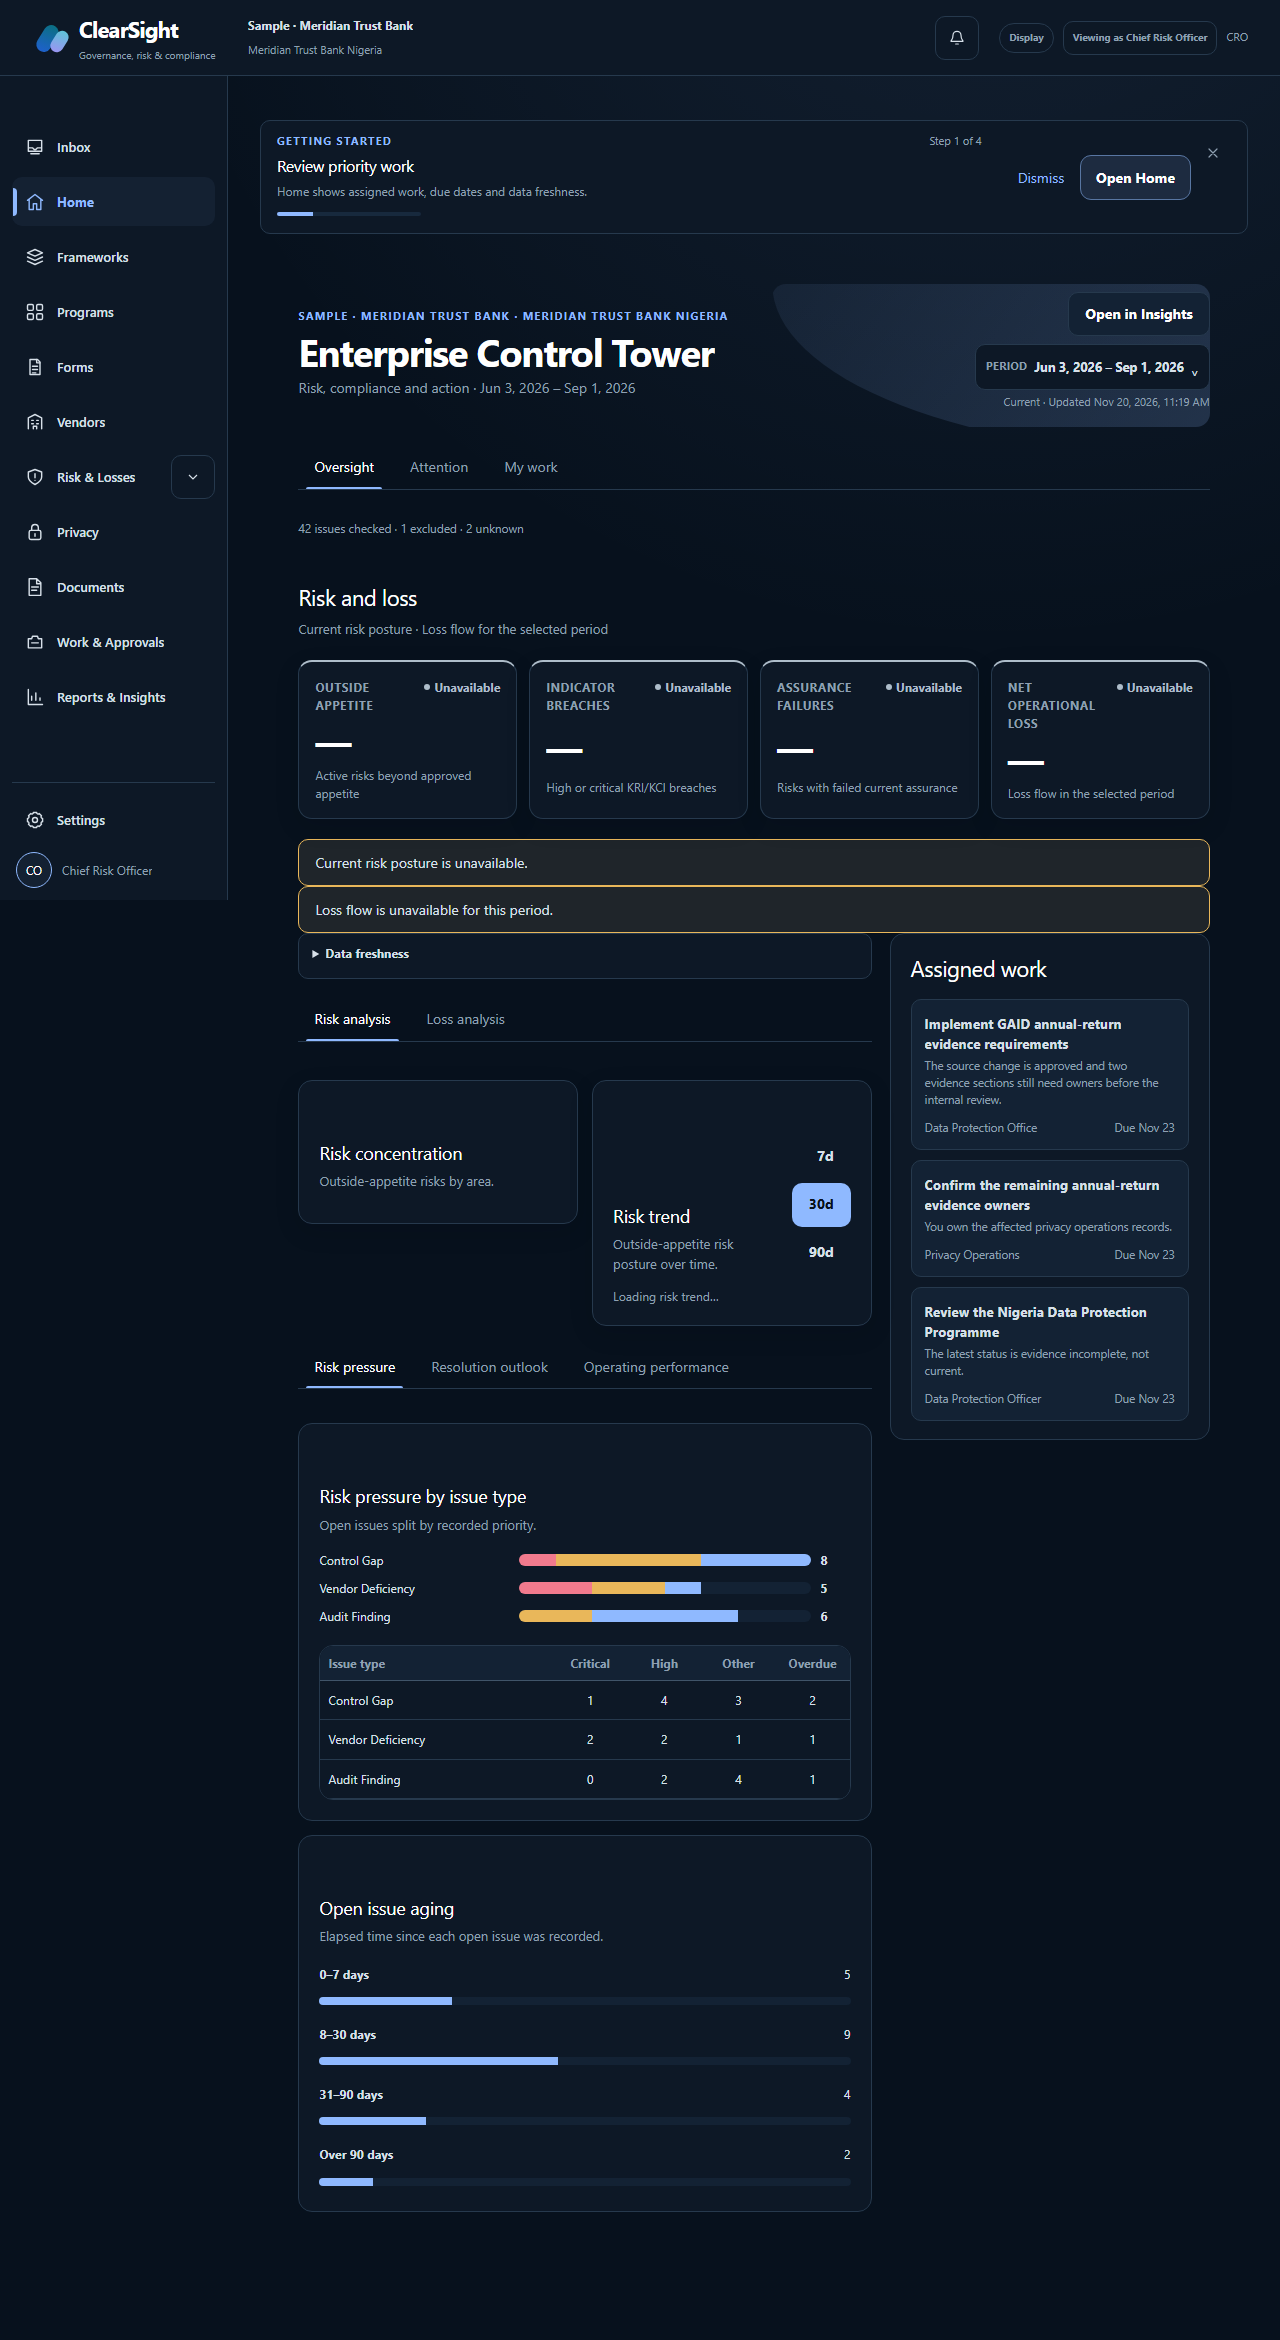 ClearSight
Governance, risk & compliance
Sample · Meridian Trust Bank
Meridian Trust Bank Nigeria
Display
Viewing as Chief Risk Officer
CRO
Inbox
Home
Frameworks
Programs
Forms
Vendors
Risk & Losses
Privacy
Documents
Work & Approvals
Reports & Insights
Settings
CO
Chief Risk Officer
GETTING STARTED
Step 1 of 4
Review priority work
Home shows assigned work, due dates and data freshness.
Dismiss
Open Home
SAMPLE · MERIDIAN TRUST BANK · MERIDIAN TRUST BANK NIGERIA
Enterprise Control Tower
Risk, compliance and action · Jun 3, 2026 – Sep 1, 2026
Open in Insights
PERIOD Jun 3, 2026 – Sep 1, 2026
Current · Updated Nov 20, 2026, 11:19 AM
Oversight
Attention
My work
42 issues checked · 1 excluded · 2 unknown
Risk and loss
Current risk posture · Loss flow for the selected period
OUTSIDE APPETITE
Unavailable
—
Active risks beyond approved
appetite
INDICATOR BREACHES
Unavailable
—
High or critical KRI/KCI breaches
ASSURANCE FAILURES
Unavailable
—
Risks with failed current assurance
NET OPERATIONAL LOSS
Unavailable
—
Loss flow in the selected period
Current risk posture is unavailable.
Loss flow is unavailable for this period.
Data freshness
Risk analysis
Loss analysis
Risk concentration
Outside-appetite risks by area.
Risk trend
Outside-appetite risk
posture over time.
7d
30d
90d
Loading risk trend...
Assigned work
Implement GAID annual-return
evidence requirements
The source change is approved and two
evidence sections still need owners before the
internal review.
Data Protection Office
Due Nov 23
Confirm the remaining annual-return
evidence owners
You own the affected privacy operations records.
Privacy Operations
Due Nov 23
Review the Nigeria Data Protection
Programme
The latest status is evidence incomplete, not
current.
Data Protection Officer
Due Nov 23
Risk pressure
Resolution outlook
Operating performance
Risk pressure by issue type
Open issues split by recorded priority.
Control Gap 8
Vendor Deficiency 5
Audit Finding 6
Issue type Critical High Other Overdue
Control Gap 1 4 3 2
Vendor Deficiency 2 2 1 1
Audit Finding 0 2 4 1
Open issue aging
Elapsed time since each open issue was recorded.
0–7 days 5
8–30 days 9
31–90 days 4
Over 90 days 2